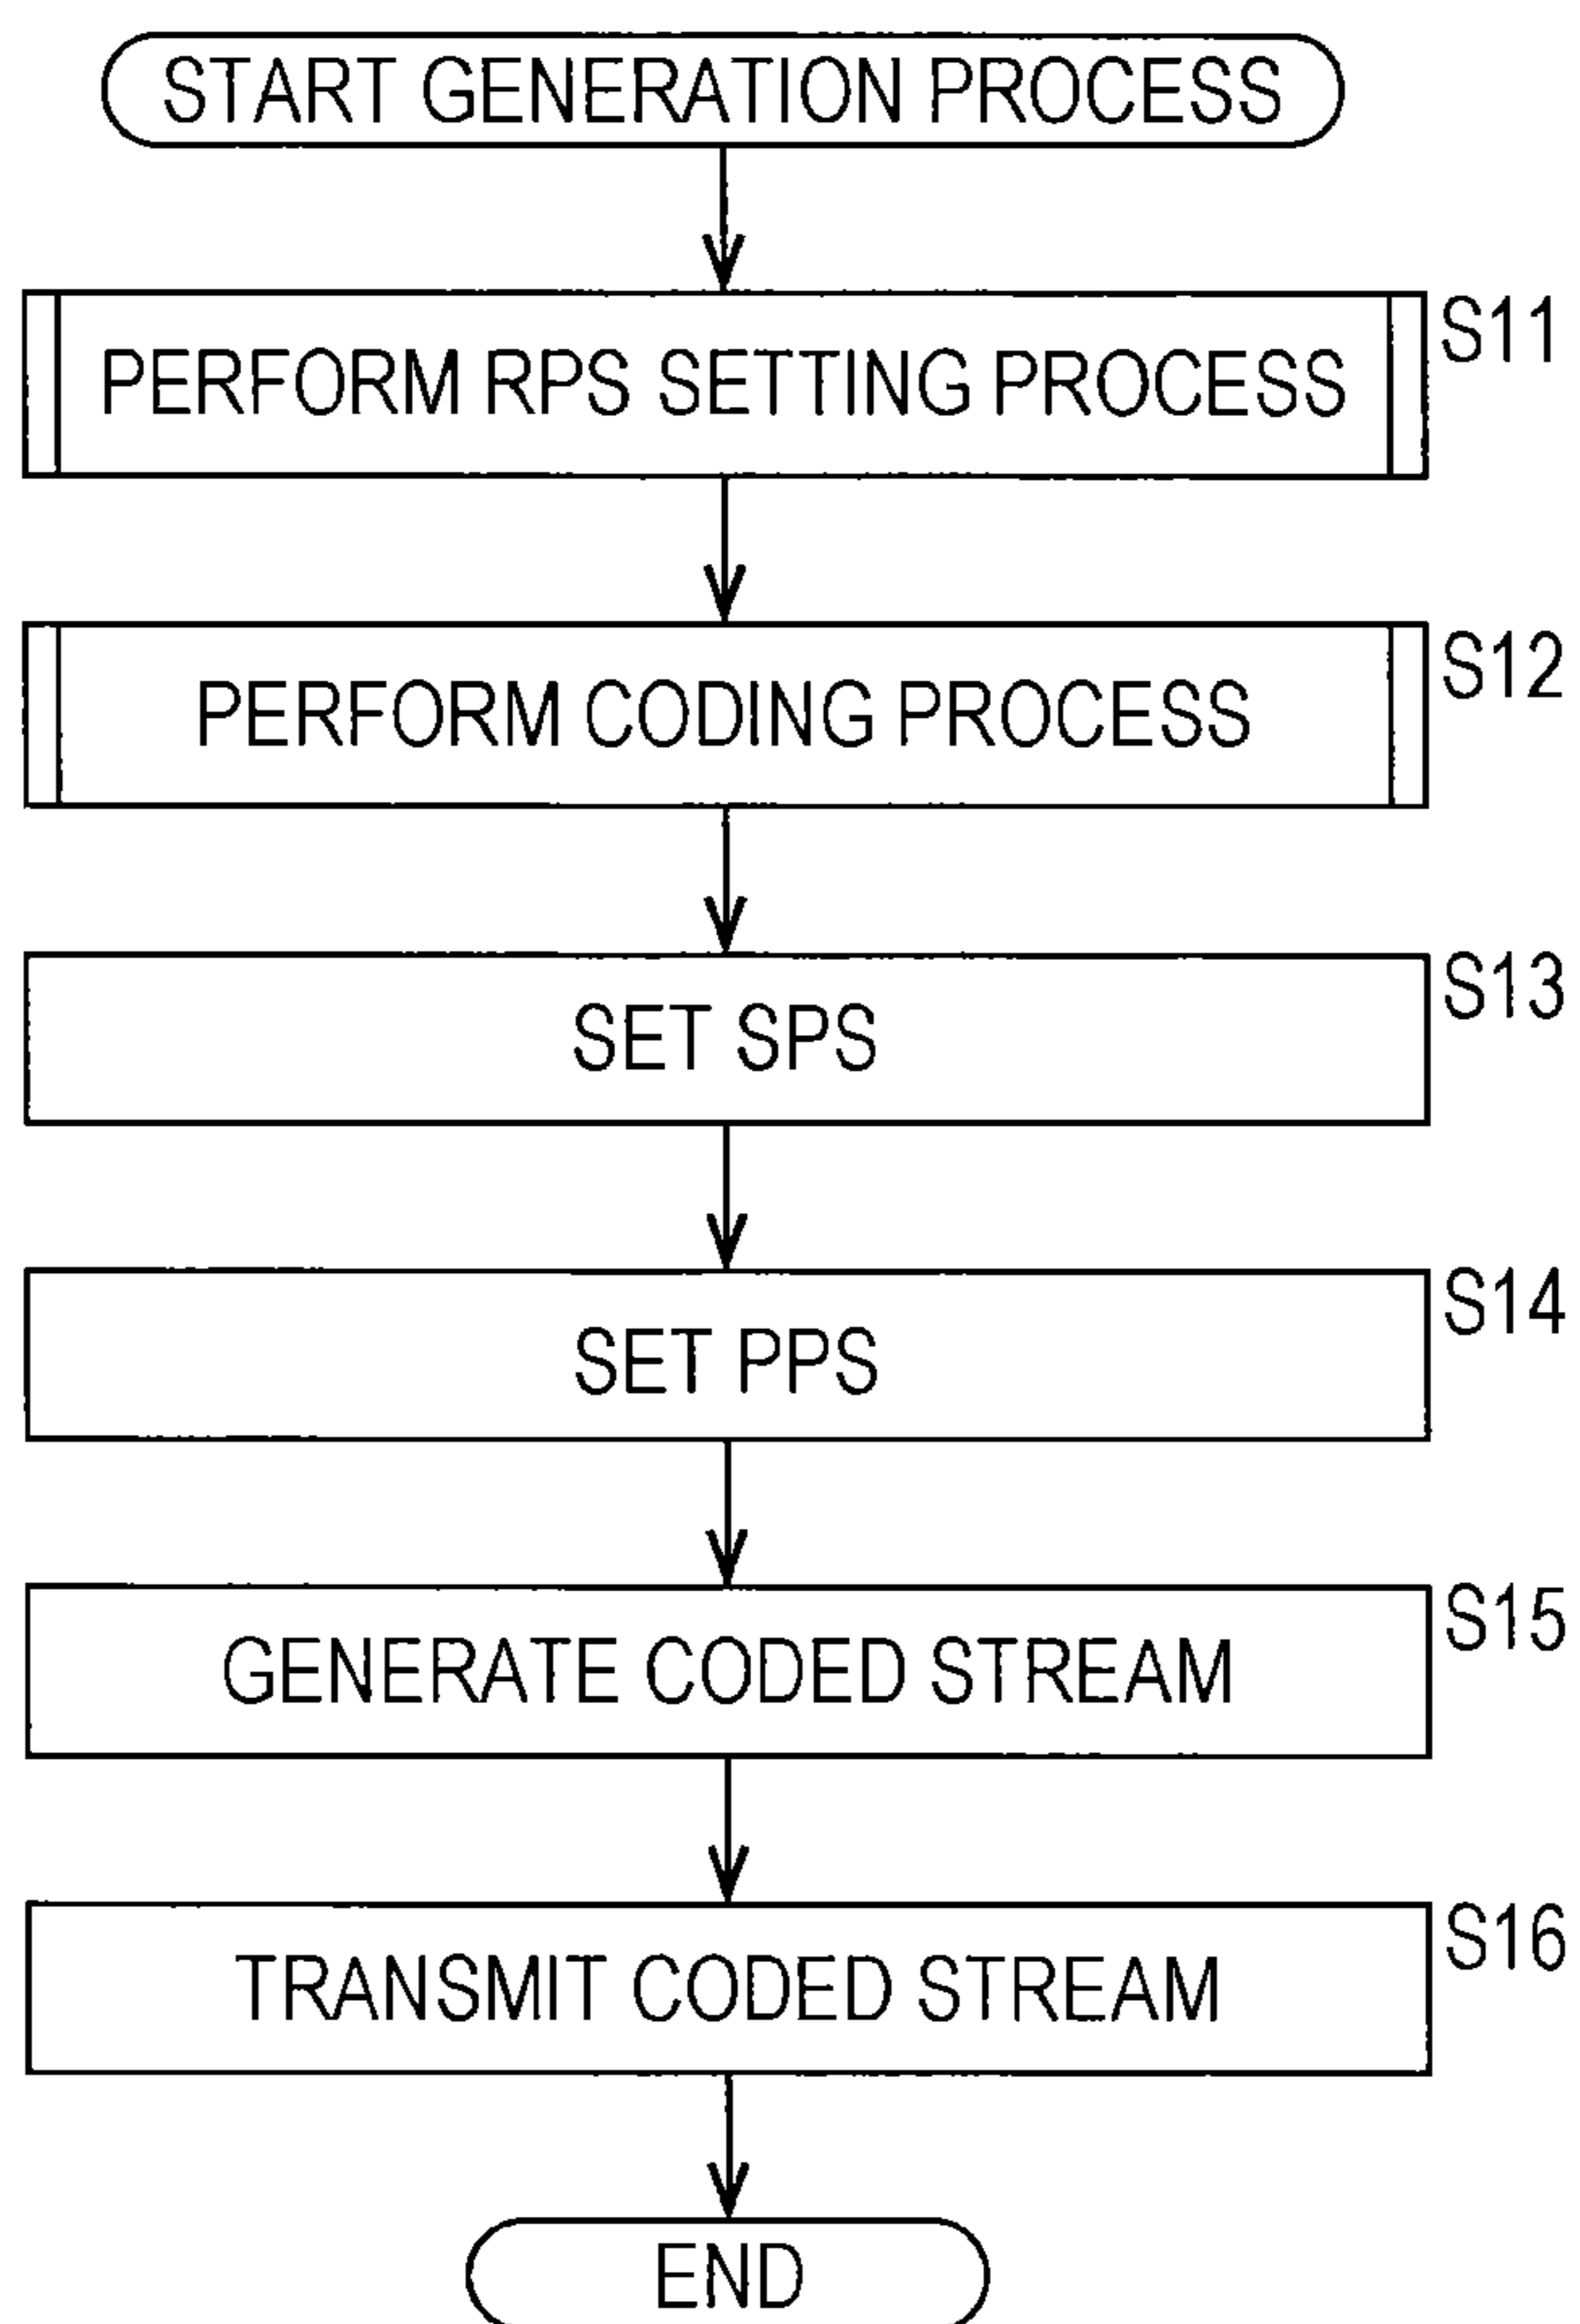 START GENERATION PROCESS
PERFORM RPS SETTING PROCESS
S11
PERFORM CODING PROCESS
S12
SET SPS
S13
SET PPS
S14
GENERATE CODED STREAM
S15
TRANSMIT CODED STREAM
S16
END